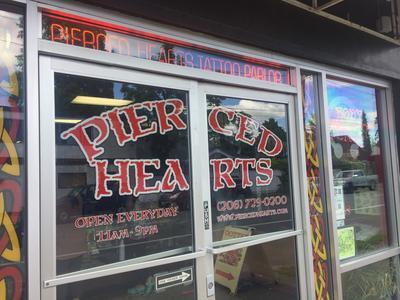 PIERCED HEARTS TATTOO PARLOR
PIERCED
HEARTS
OPEN EVERYDAY
11AM-9PM
(206) 729-0200
WWW.PIERCEDHEARTS.COM